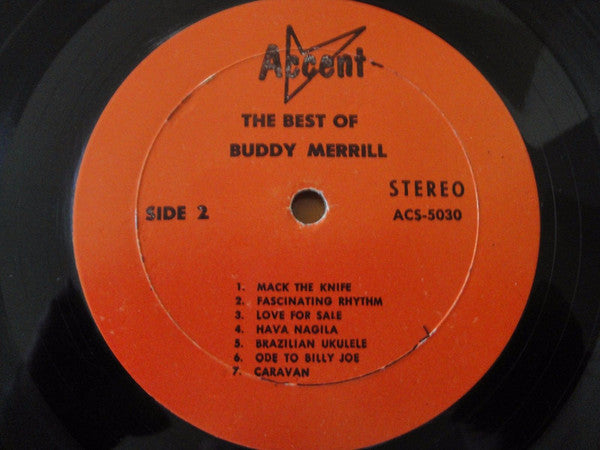 Accent
THE BEST OF
BUDDY MERRILL
STEREO
SIDE 2
ACS-5030
1. MACK THE KNIFE
2. FASCINATING RHYTHM
3. LOVE FOR SALE
4. HAVA NAGILA
5. BRAZILIAN UKULELE
6. ODE TO BILLY JOE
7. CARAVAN